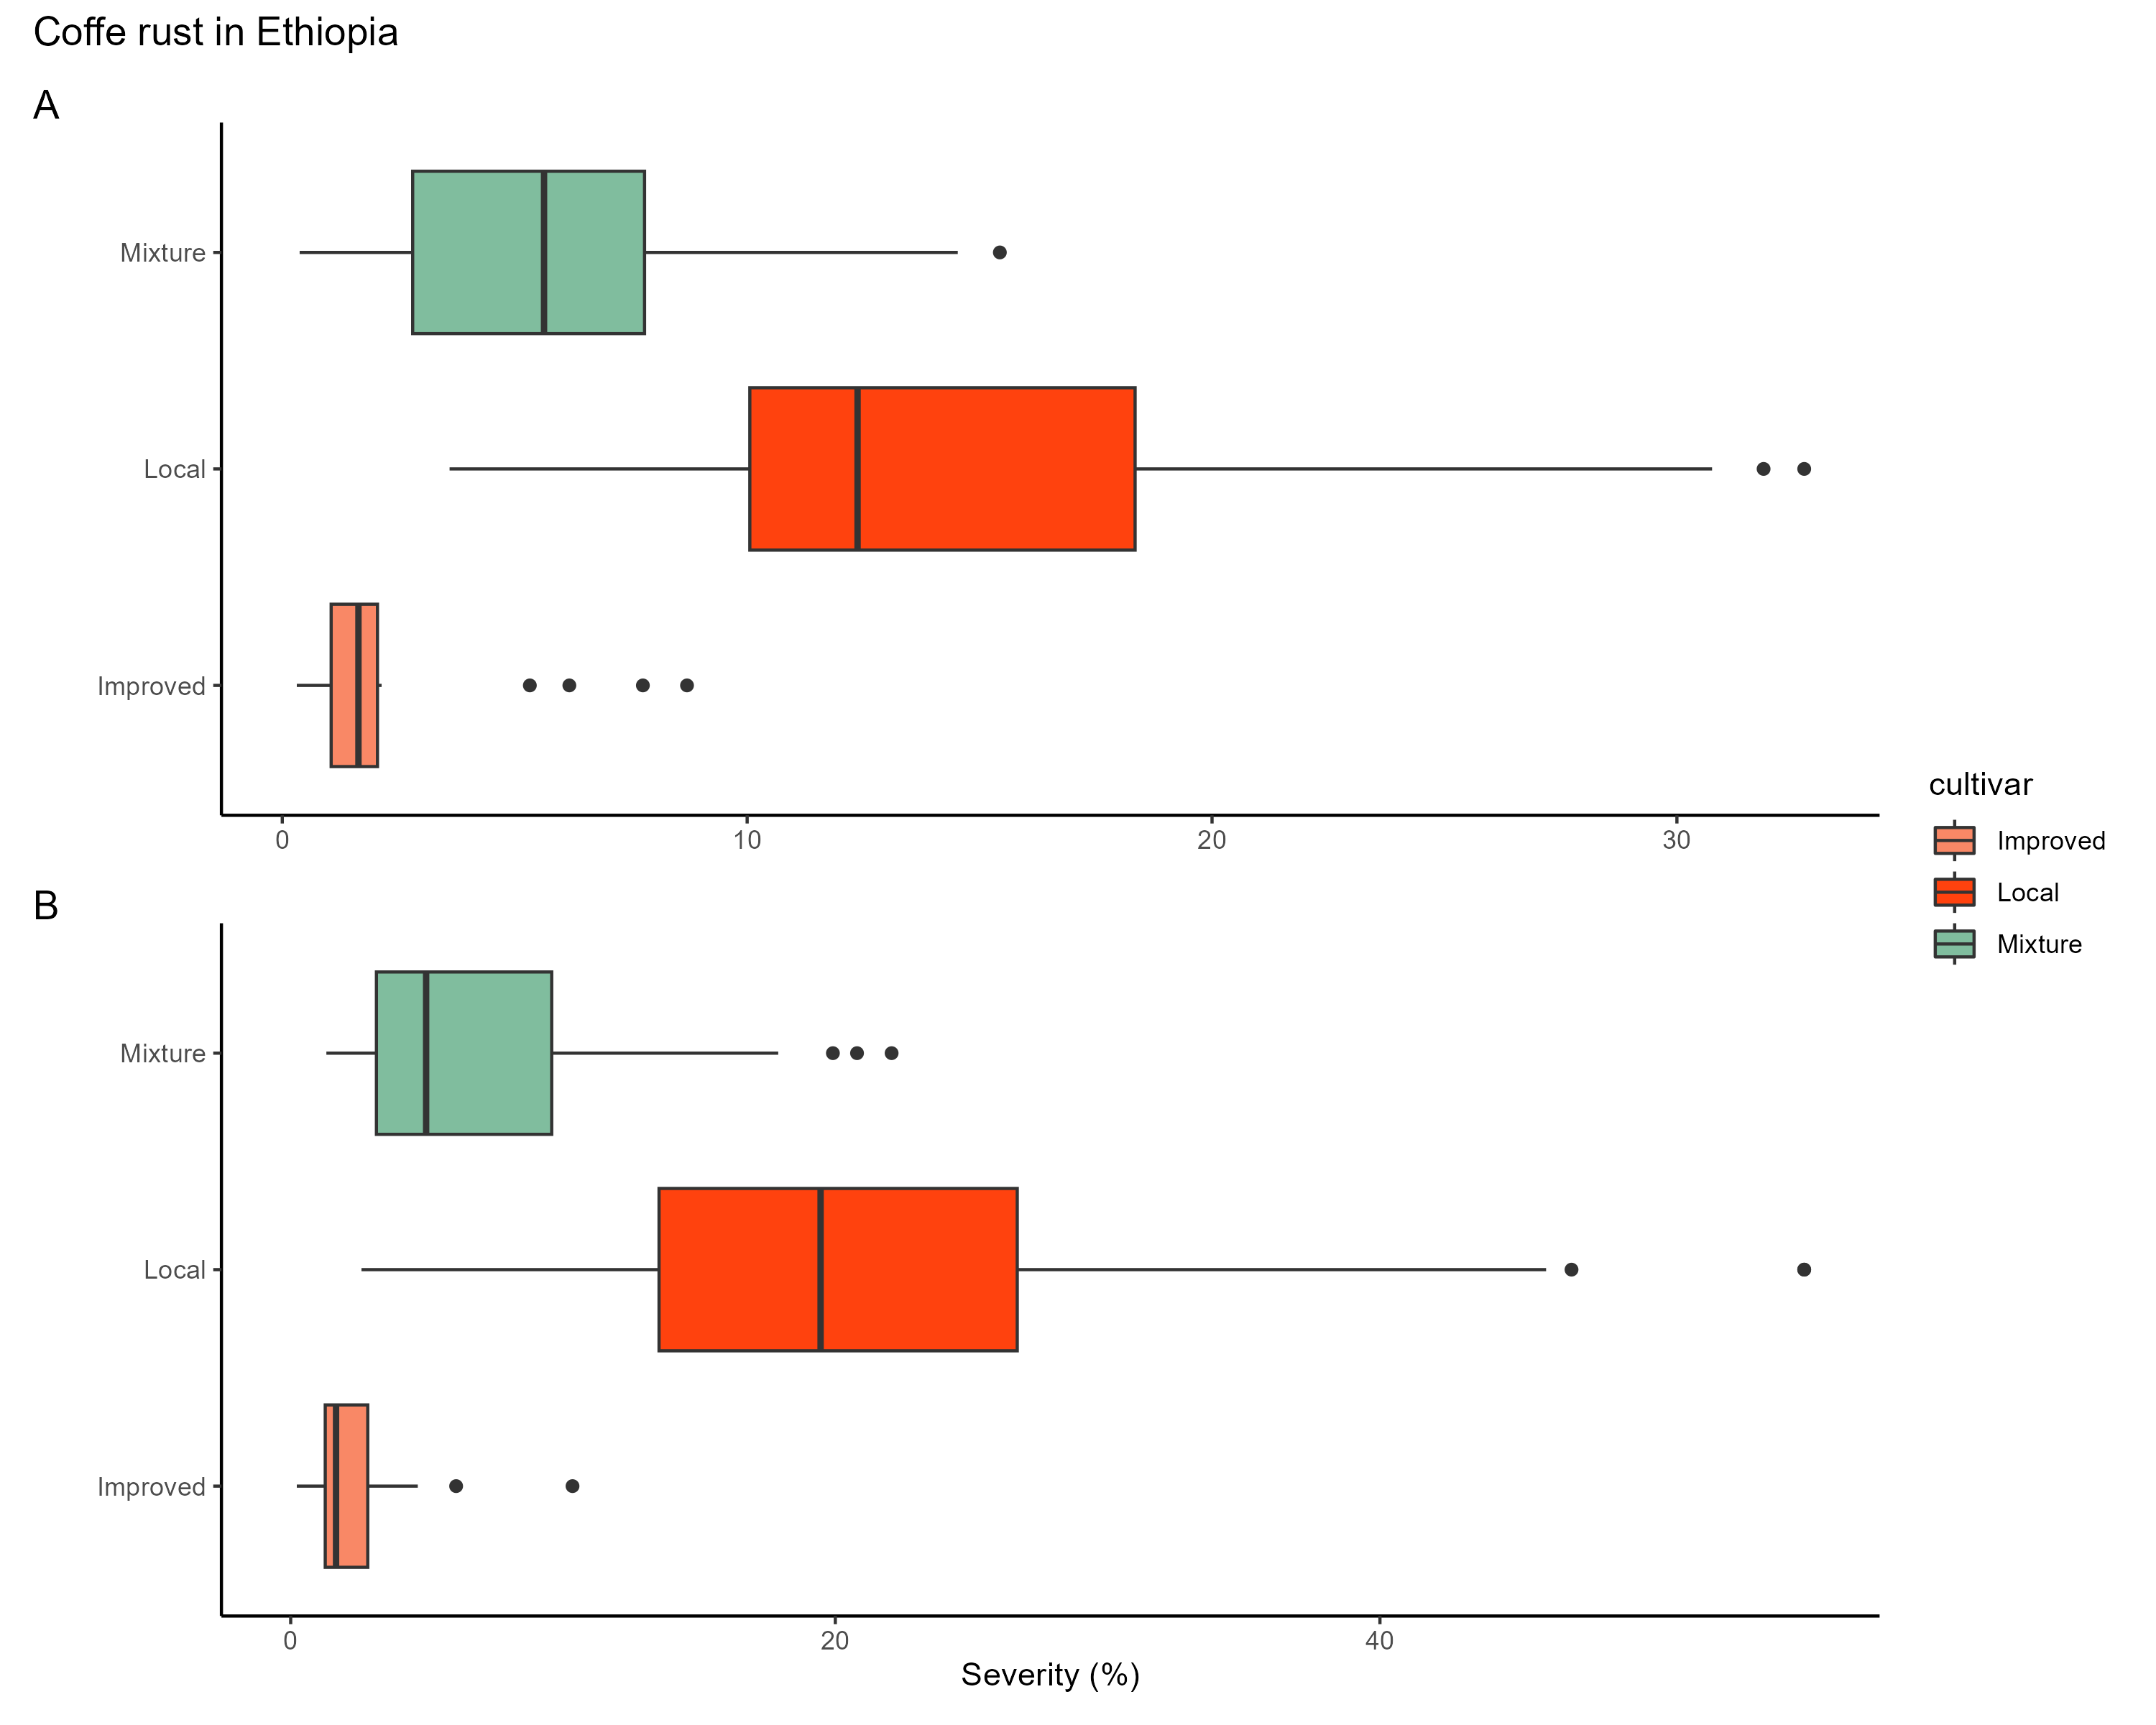 Coffe rust in Ethiopia
A
Mixture
Local
Improved
0 10 20 30
cultivar
Improved
Local
Mixture
B
Mixture
Local
Improved
0 20 40
Severity (%)